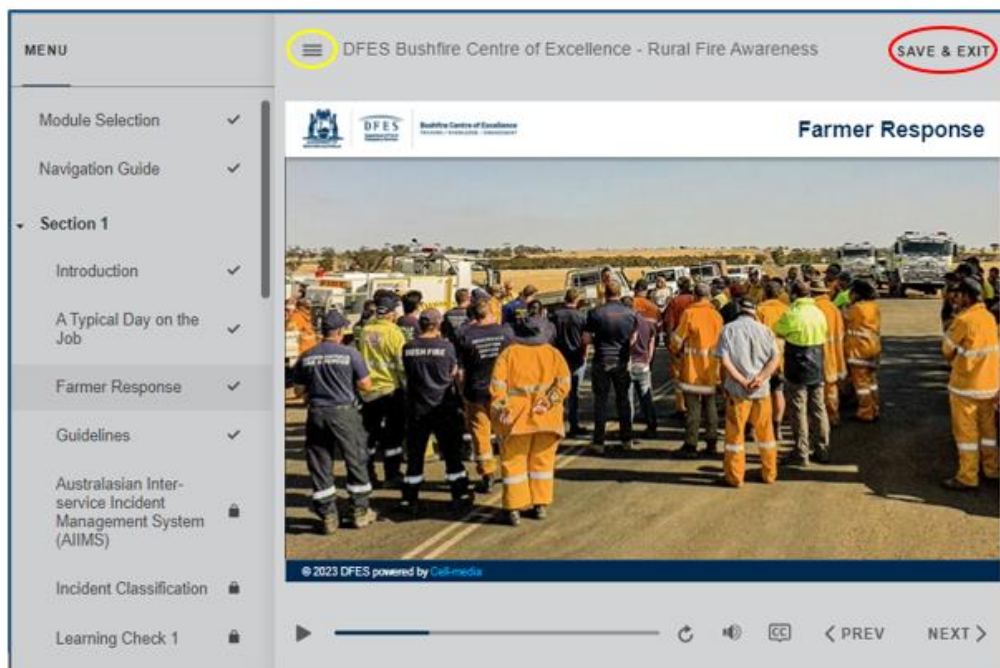 MENU
DFES Bushfire Centre of Excellence - Rural Fire Awareness
SAVE & EXIT
Module Selection
Navigation Guide
Section 1
Introduction
A Typical Day on the
Job
Farmer Response
Guidelines
Australasian Inter-
service Incident
Management System
(AIIMS)
Incident Classification
Learning Check 1
DFES
Bushfire Centre of Excellence
Farmer Response
BUSH FIRE
© 2023 DFES powered by Cell-media
CC
PREV
NEXT